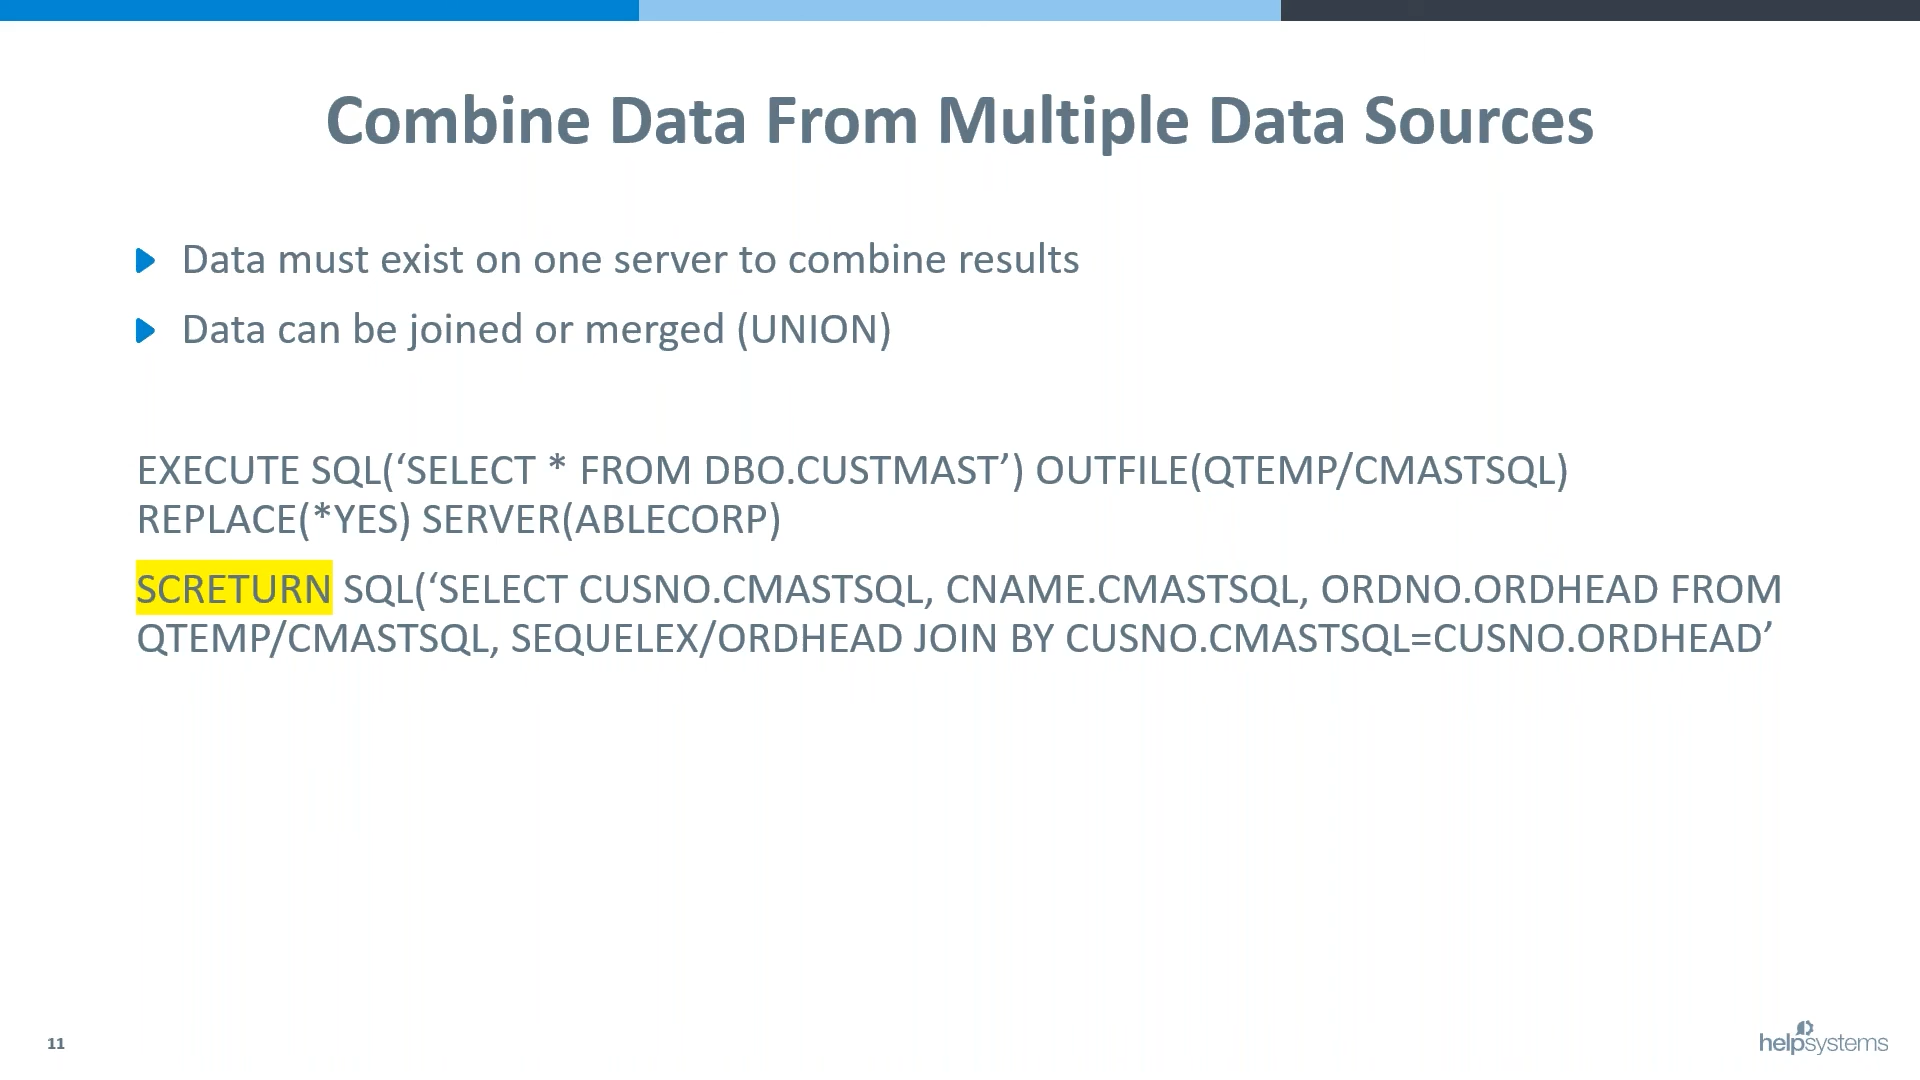 Combine Data From Multiple Data Sources
Data must exist on one server to combine results
Data can be joined or merged (UNION)
EXECUTE SQL(‘SELECT * FROM DBO.CUSTMAST’) OUTFILE(QTEMP/CMASTSQL)
REPLACE(*YES) SERVER(ABLECORP)
SCRETURN SQL(‘SELECT CUSNO.CMASTSQL, CNAME.CMASTSQL, ORDNO.ORDHEAD FROM
QTEMP/CMASTSQL, SEQUELEX/ORDHEAD JOIN BY CUSNO.CMASTSQL=CUSNO.ORDHEAD’
11
helpsystems